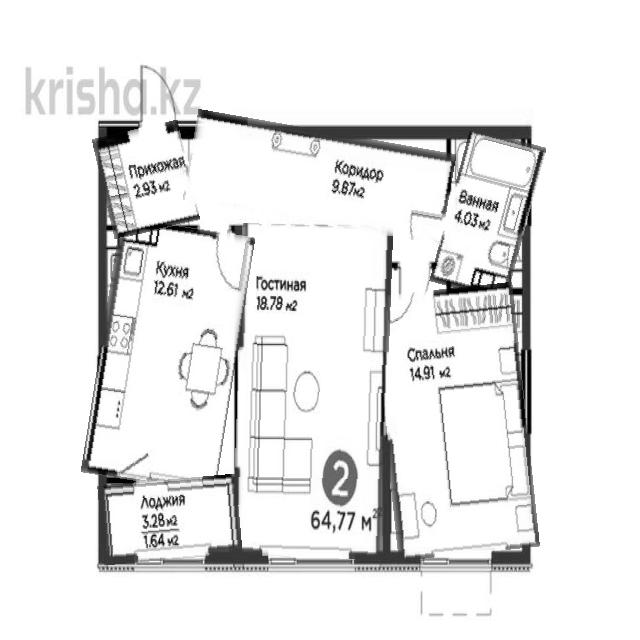 krisha.kz
Прихожая
2.93 м2
Коридор
9.87 м2
Ванная
4.03 м2
Кухня
12.61 м2
Гостиная
18.78 м2
Спальня
14.91 м2
Лоджия
3.28 м2
1.64 м2
2
64,77 м2